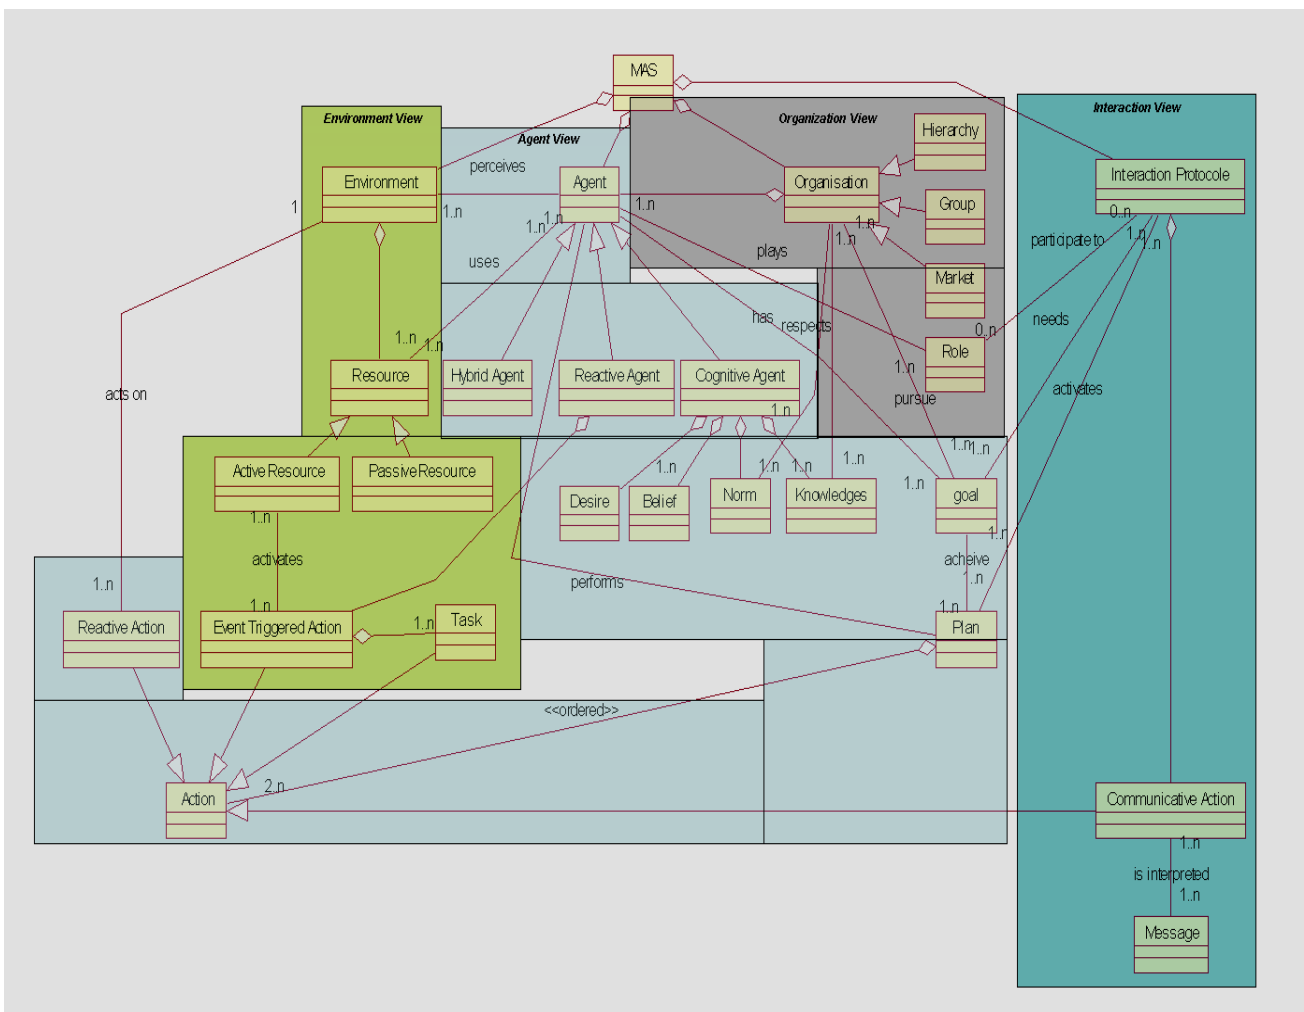 MAS
Environment View
Agent View
Organization View
Interaction View
Hierarchy
perceives
Environment
Agent
Organisation
Interaction Protocole
Group
1
1..n
1..n
1..n
1..n
1..n
1..n
0..n
1..n
1..n
participate to
uses
plays
Market
has
respects
needs
0..n
1..n
1..n
Role
Resource
Hybrid Agent
Reactive Agent
Cognitive Agent
1..n
acts on
pursue
activates
1..n
1..n
1..n
Active Resource
Passive Resource
1..n
1..n
1..n
1..n
1..n
Desire
Belief
Norm
Knowledges
goal
1..n
1..n
activates
acheive
1..n
1..n
performs
1..n
1..n
Reactive Action
Event Triggered Action
1..n
Task
Plan
<<ordered>>
2..n
Action
Communicative Action
1..n
is interpreted
1..n
Message